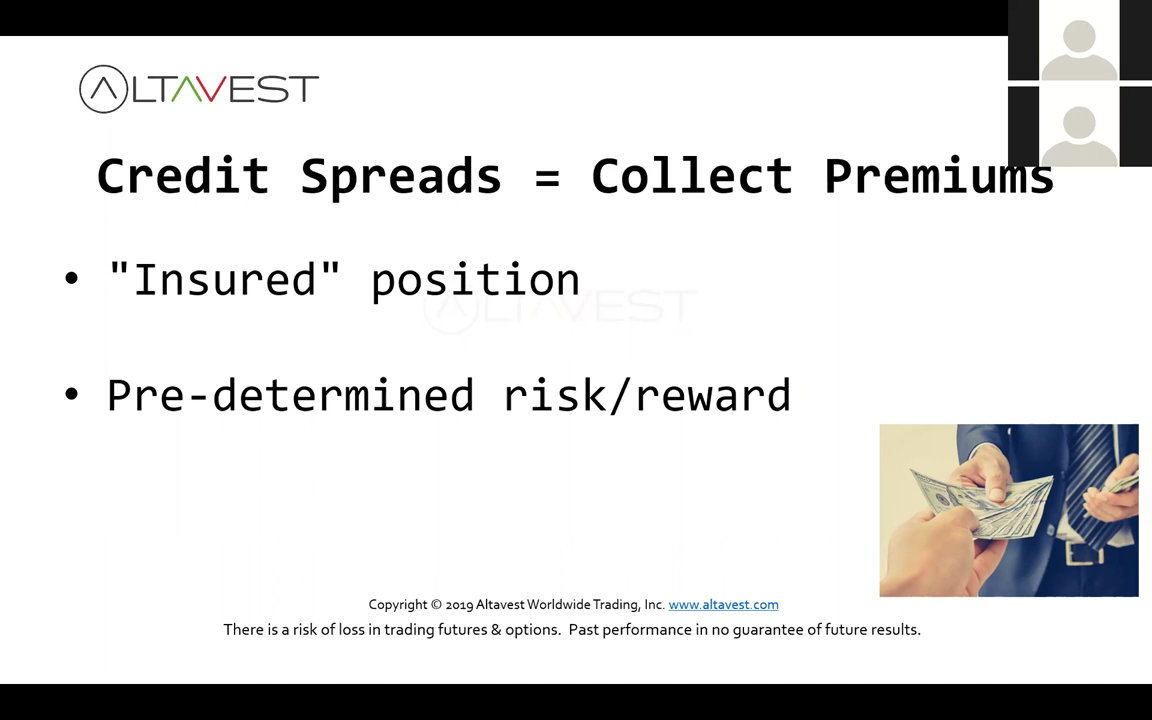 ALTAVEST
Credit Spreads = Collect Premiums
• "Insured" position
ALTAVEST
• Pre-determined risk/reward
Copyright © 2019 Altavest Worldwide Trading, Inc. www.altavest.com
There is a risk of loss in trading futures & options. Past performance in no guarantee of future results.